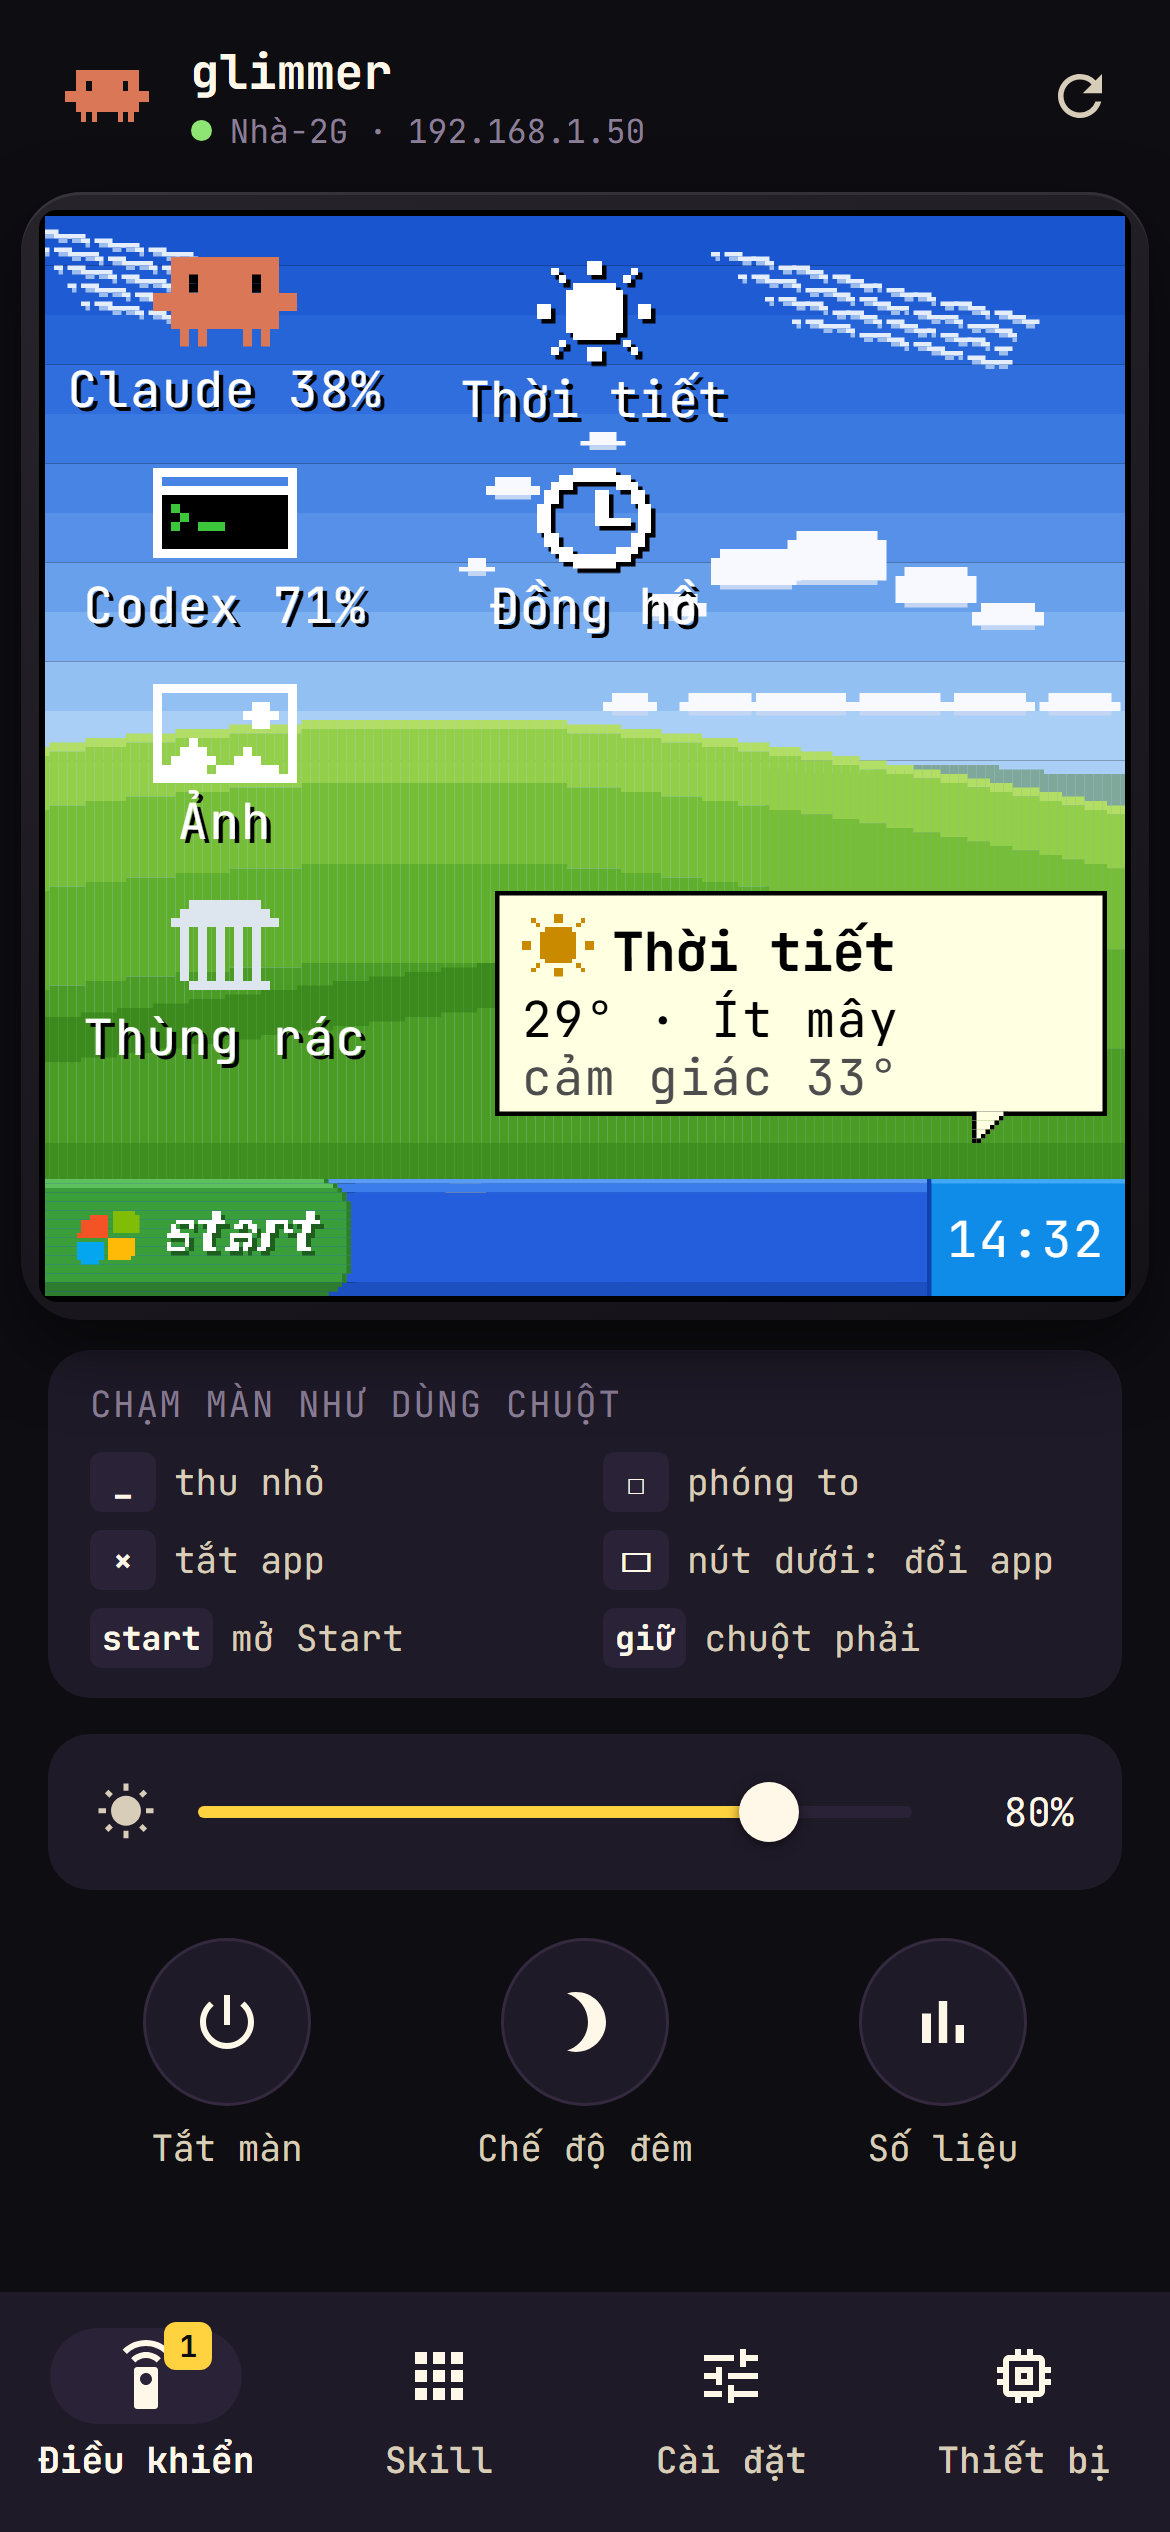 glimmer
Nhà-2G · 192.168.1.50
Claude 38%
Thời tiết
Codex 71%
Đồng hồ
Ảnh
Thùng rác
Thời tiết
29° · Ít mây
cảm giác 33°
start
14:32
CHẠM MÀN NHƯ DÙNG CHUỘT
_ thu nhỏ
□ phóng to
× tắt app
▭ nút dưới: đổi app
start mở Start
giữ chuột phải
80%
Tắt màn
Chế độ đêm
Số liệu
1
Điều khiển
Skill
Cài đặt
Thiết bị